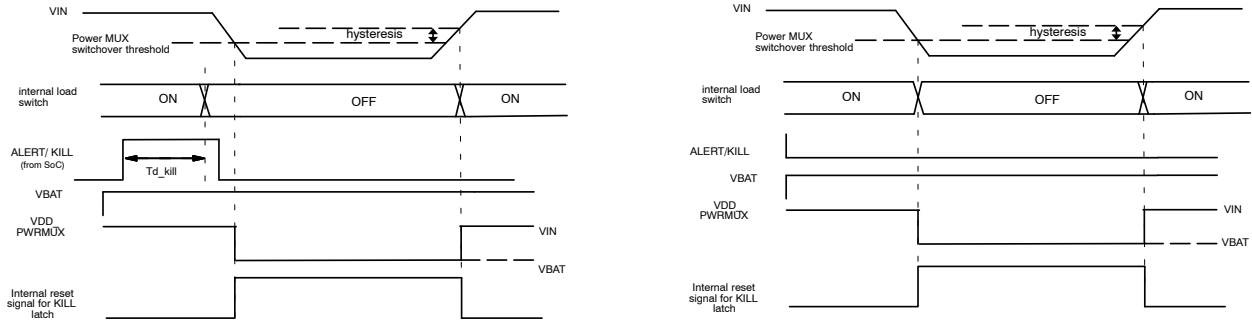 VIN
hysteresis
Power MUX
switchover threshold
internal load
switch
ON
OFF
ON
ALERT/ KILL
(from SoC)
Td_kill
VBAT
VDD
PWRMUX
VIN
VBAT
Internal reset
signal for KILL
latch
VIN
hysteresis
Power MUX
switchover threshold
internal load
switch
ON
OFF
ON
ALERT/KILL
VBAT
VDD
PWRMUX
VIN
VBAT
Internal reset
signal for KILL
latch